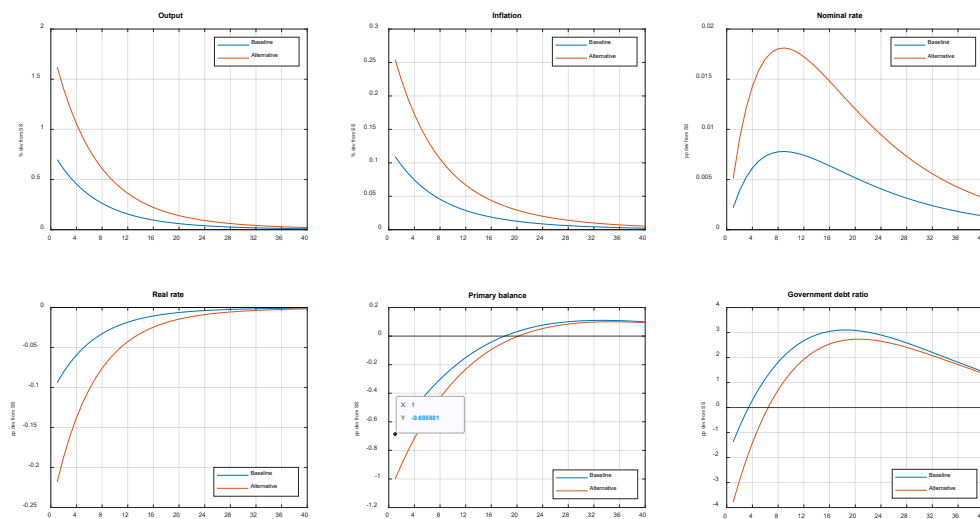 Output
2
1.5
1
0.5
0
0 4 8 12 16 20 24 28 32 36 40
% dev from SS
Baseline
Alternative
Inflation
0.3
0.25
0.2
0.15
0.1
0.05
0
0 4 8 12 16 20 24 28 32 36 40
% dev from SS
Baseline
Alternative
Nominal rate
0.02
0.015
0.01
0.005
0
0 4 8 12 16 20 24 28 32 36 40
pp dev from SS
Baseline
Alternative
Real rate
0
-0.05
-0.1
-0.15
-0.2
-0.25
0 4 8 12 16 20 24 28 32 36 40
pp dev from SS
Baseline
Alternative
Primary balance
0.2
0
-0.2
-0.4
-0.6
-0.8
-1
-1.2
0 4 8 12 16 20 24 28 32 36 40
pp dev from SS
X 1
Y -0.685881
Baseline
Alternative
Government debt ratio
4
3
2
1
0
-1
-2
-3
-4
0 4 8 12 16 20 24 28 32 36 40
pp dev from SS
Baseline
Alternative